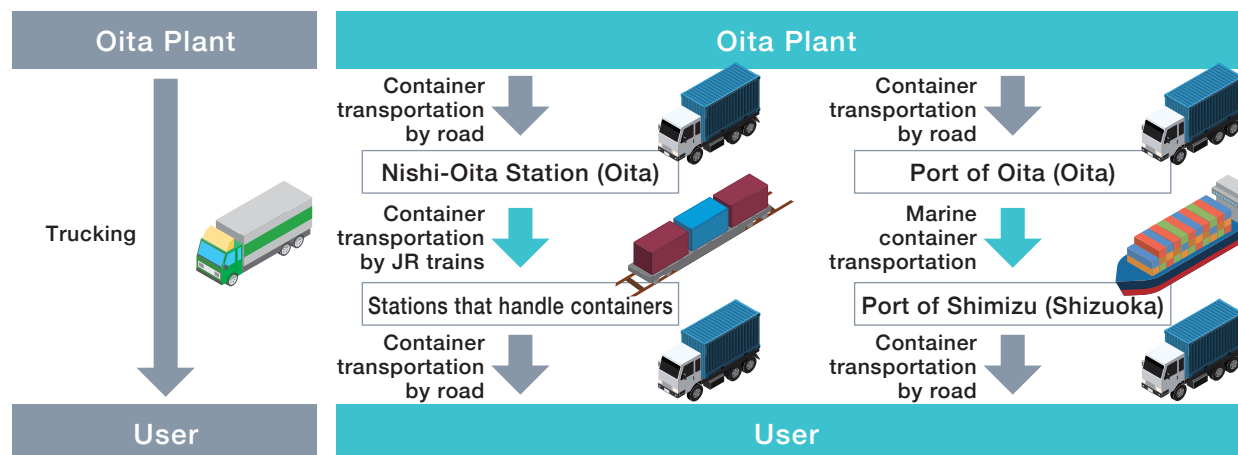 Oita Plant
Trucking
User
Oita Plant
Container
transportation
by road
Nishi-Oita Station (Oita)
Container
transportation
by JR trains
Stations that handle containers
Container
transportation
by road
Container
transportation
by road
Port of Oita (Oita)
Marine
container
transportation
Port of Shimizu (Shizuoka)
Container
transportation
by road
User